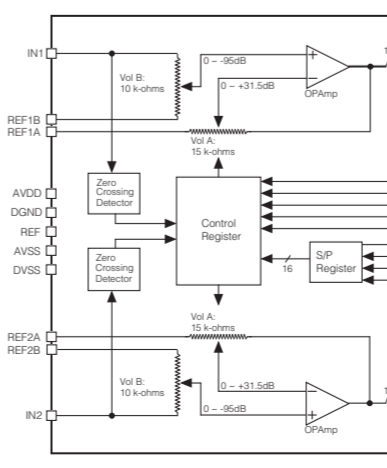 IN1
0 – -95dB
+
1
Vol B:
10 k-ohms
–
0 – +31.5dB
OPAmp
REF1B
REF1A
Vol A:
15 k-ohms
Zero
Crossing
Detector
AVDD
DGND
REF
AVSS
DVSS
Control
Register
Zero
Crossing
Detector
S/P
Register
16
Vol A:
15 k-ohms
REF2A
REF2B
Vol B:
10 k-ohms
0 – +31.5dB
–
1
0 – -95dB
+
IN2
OPAmp